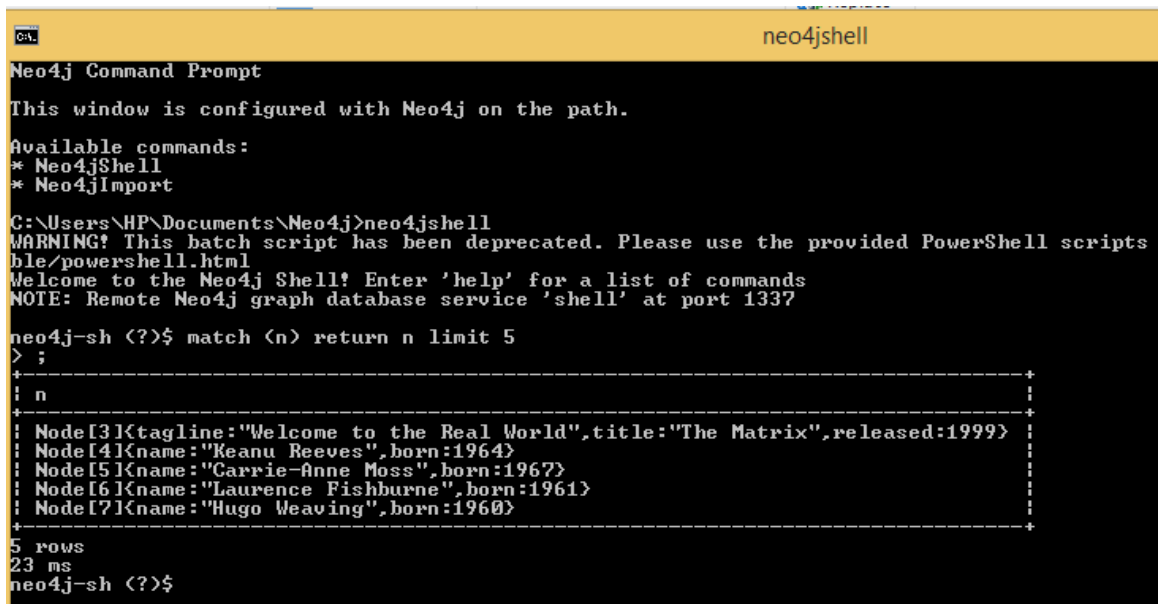 neo4jshell
Neo4j Command Prompt
This window is configured with Neo4j on the path.
Available commands:
* Neo4jShell
* Neo4jImport
C:\Users\HP\Documents\Neo4j>neo4jshell
WARNING! This batch script has been deprecated. Please use the provided PowerShell scripts
ble/powershell.html
Welcome to the Neo4j Shell! Enter 'help' for a list of commands
NOTE: Remote Neo4j graph database service 'shell' at port 1337
neo4j-sh (?)$ match (n) return n limit 5
> ;
+-----------------------------------------------------------------------------+
| n                                                                           |
+-----------------------------------------------------------------------------+
| Node[3]{tagline:"Welcome to the Real World",title:"The Matrix",released:1999} |
| Node[4]{name:"Keanu Reeves",born:1964} |
| Node[5]{name:"Carrie-Anne Moss",born:1967} |
| Node[6]{name:"Laurence Fishburne",born:1961} |
| Node[7]{name:"Hugo Weaving",born:1960} |
+-----------------------------------------------------------------------------+
5 rows
23 ms
neo4j-sh (?)$